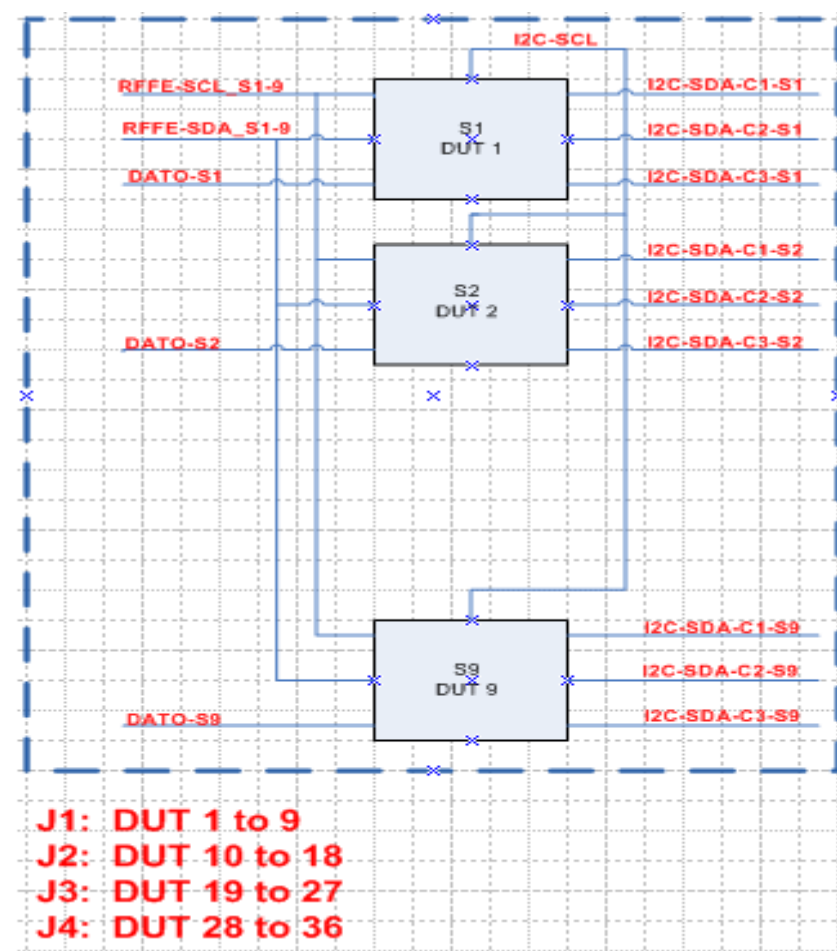 I2C-SCL
RFFE-SCL_S1-9
I2C-SDA-C1-S1
RFFE-SDA_S1-9
S1
DUT 1
I2C-SDA-C2-S1
DATO-S1
I2C-SDA-C3-S1
I2C-SDA-C1-S2
S2
DUT 2
I2C-SDA-C2-S2
DATO-S2
I2C-SDA-C3-S2
I2C-SDA-C1-S9
S9
DUT 9
I2C-SDA-C2-S9
DATO-S9
I2C-SDA-C3-S9
J1: DUT 1 to 9
J2: DUT 10 to 18
J3: DUT 19 to 27
J4: DUT 28 to 36